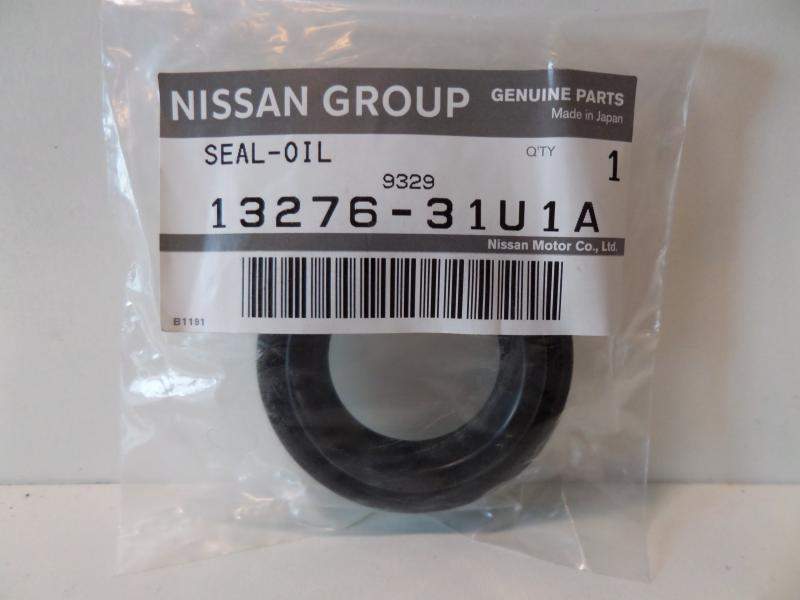 NISSAN GROUP GENUINE PARTS
Made in Japan
SEAL-OIL Q'TY 1
9329
13276-31U1A
Nissan Motor Co., Ltd.
B1191